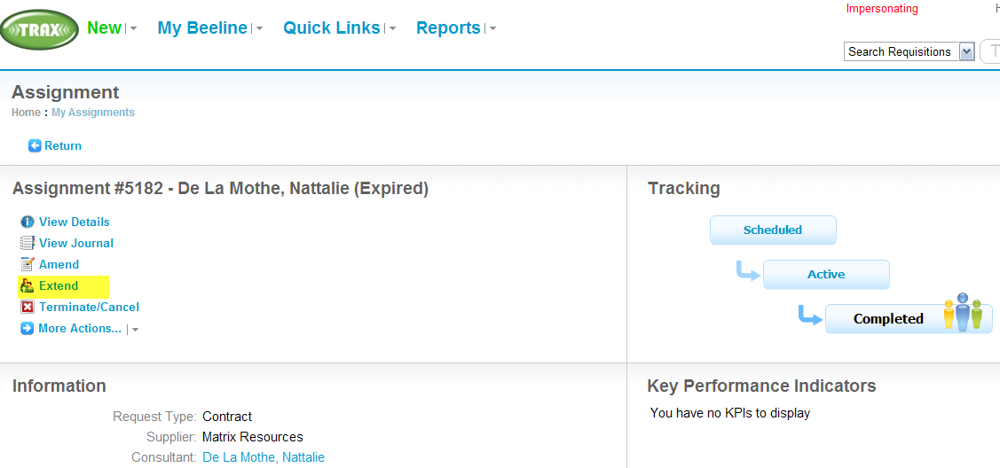 Impersonating
TRAX New My Beeline Quick Links Reports
Search Requisitions
Assignment
Home : My Assignments
Return
Assignment #5182 - De La Mothe, Nattalie (Expired)
View Details
View Journal
Amend
Extend
Terminate/Cancel
More Actions...
Tracking
Scheduled
Active
Completed
Information
Request Type: Contract
Supplier: Matrix Resources
Consultant: De La Mothe, Nattalie
Key Performance Indicators
You have no KPIs to display